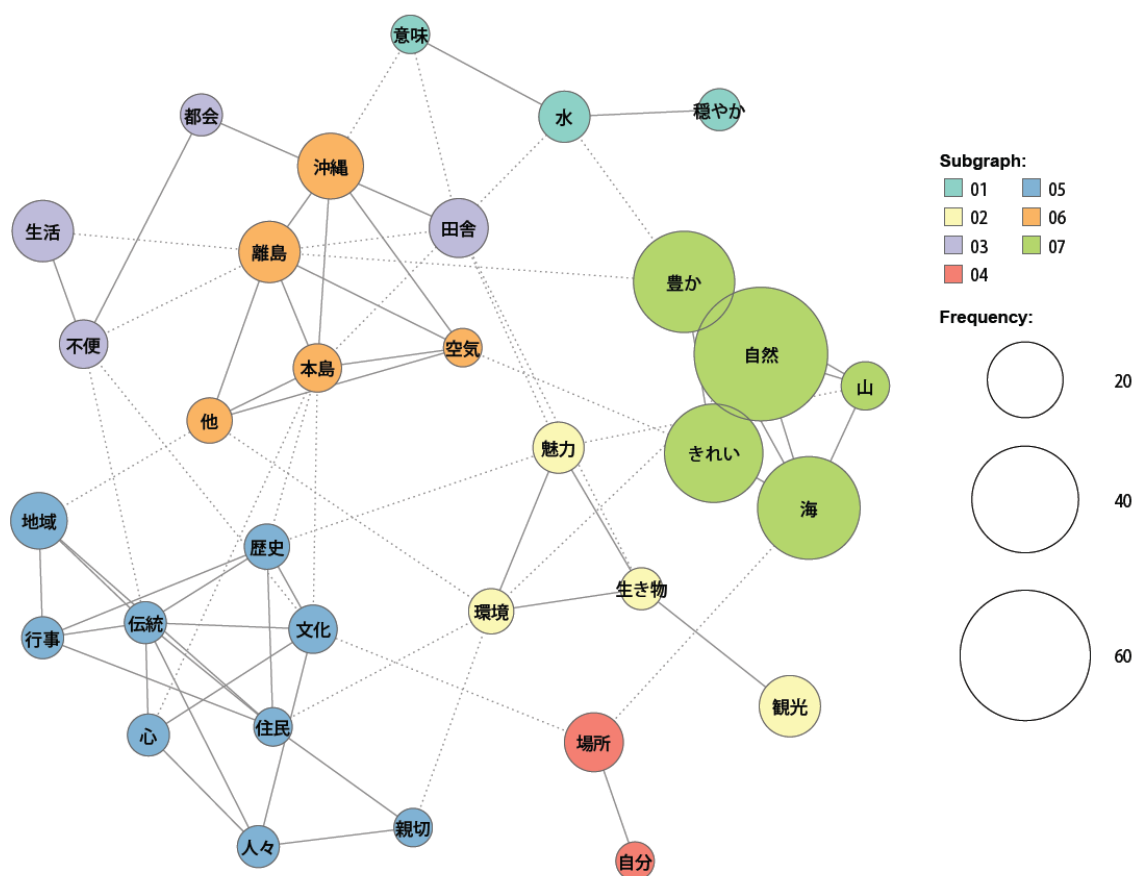 意味
都会
水
穏やか
沖縄
生活
田舎
離島
豊か
不便
本島
空気
自然
山
他
魅力
きれい
海
地域
歴史
行事
伝統
文化
環境
生き物
心
住民
場所
観光
人々
親切
自分
Subgraph:
01 05
02 06
03 07
04
Frequency:
20
40
60